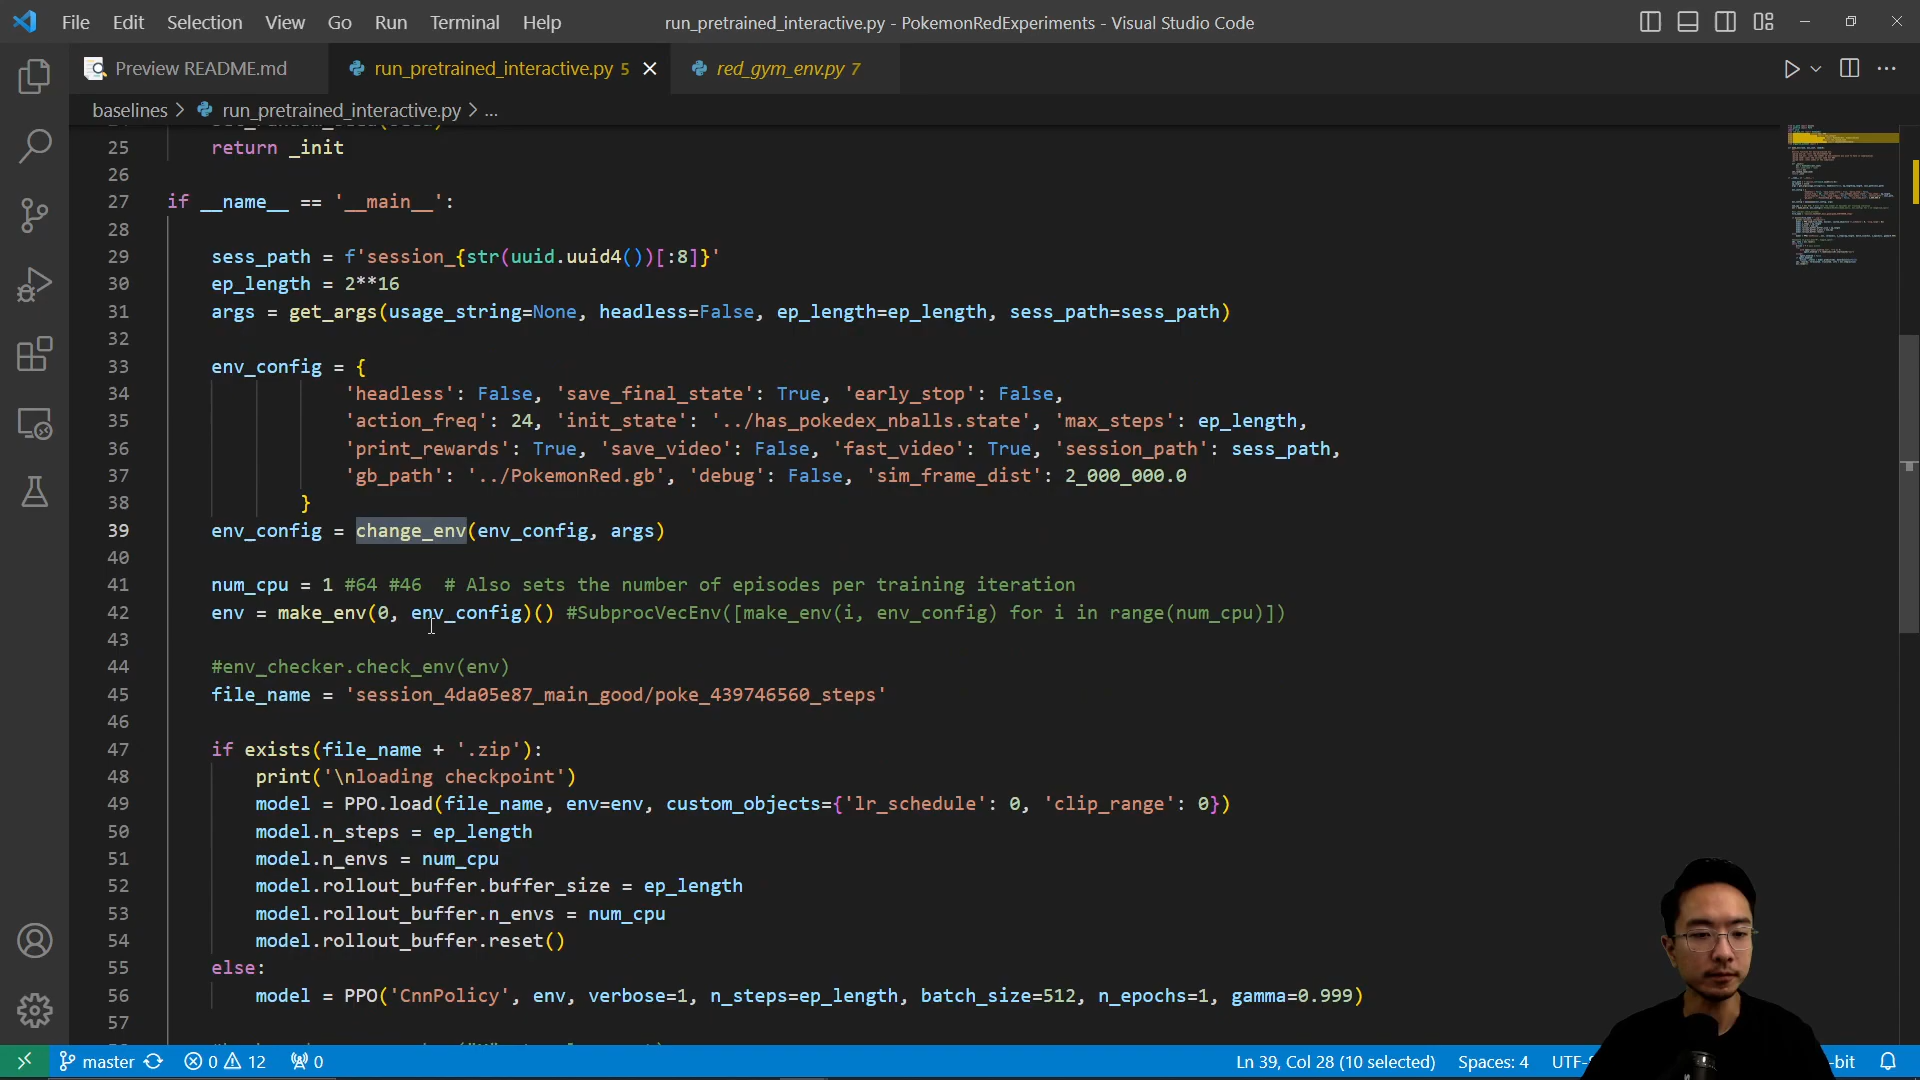 File Edit Selection View Go Run Terminal Help
run_pretrained_interactive.py - PokemonRedExperiments - Visual Studio Code
Preview README.md
run_pretrained_interactive.py 5
red_gym_env.py 7
baselines > run_pretrained_interactive.py > ...
25 return _init
26
27 if __name__ == '__main__':
28
29 sess_path = f'session_{str(uuid.uuid4())[:8]}'
30 ep_length = 2**16
31 args = get_args(usage_string=None, headless=False, ep_length=ep_length, sess_path=sess_path)
32
33 env_config = {
34 'headless': False, 'save_final_state': True, 'early_stop': False,
35 'action_freq': 24, 'init_state': '../has_pokedex_nballs.state', 'max_steps': ep_length,
36 'print_rewards': True, 'save_video': False, 'fast_video': True, 'session_path': sess_path,
37 'gb_path': '../PokemonRed.gb', 'debug': False, 'sim_frame_dist': 2_000_000.0
38 }
39 env_config = change_env(env_config, args)
40
41 num_cpu = 1 #64 #46 # Also sets the number of episodes per training iteration
42 env = make_env(0, env_config)() #SubprocVecEnv([make_env(i, env_config) for i in range(num_cpu)])
43
44 #env_checker.check_env(env)
45 file_name = 'session_4da05e87_main_good/poke_439746560_steps'
46
47 if exists(file_name + '.zip'):
48 print('\nloading checkpoint')
49 model = PPO.load(file_name, env=env, custom_objects={'lr_schedule': 0, 'clip_range': 0})
50 model.n_steps = ep_length
51 model.n_envs = num_cpu
52 model.rollout_buffer.buffer_size = ep_length
53 model.rollout_buffer.n_envs = num_cpu
54 model.rollout_buffer.reset()
55 else:
56 model = PPO('CnnPolicy', env, verbose=1, n_steps=ep_length, batch_size=512, n_epochs=1, gamma=0.999)
57
master 0 12 0
Ln 39, Col 28 (10 selected) Spaces: 4 UTF- -bit